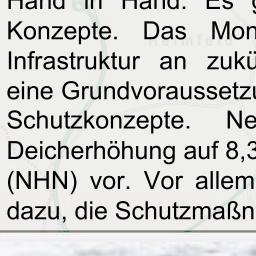 Hand in Hand. Es g
Konzepte. Das Mon
Infrastruktur an zukü
eine Grundvoraussetzu
Schutzkonzepte. Ne
Deicherhöhung auf 8,3
(NHN) vor. Vor allem
dazu, die Schutzmaßn